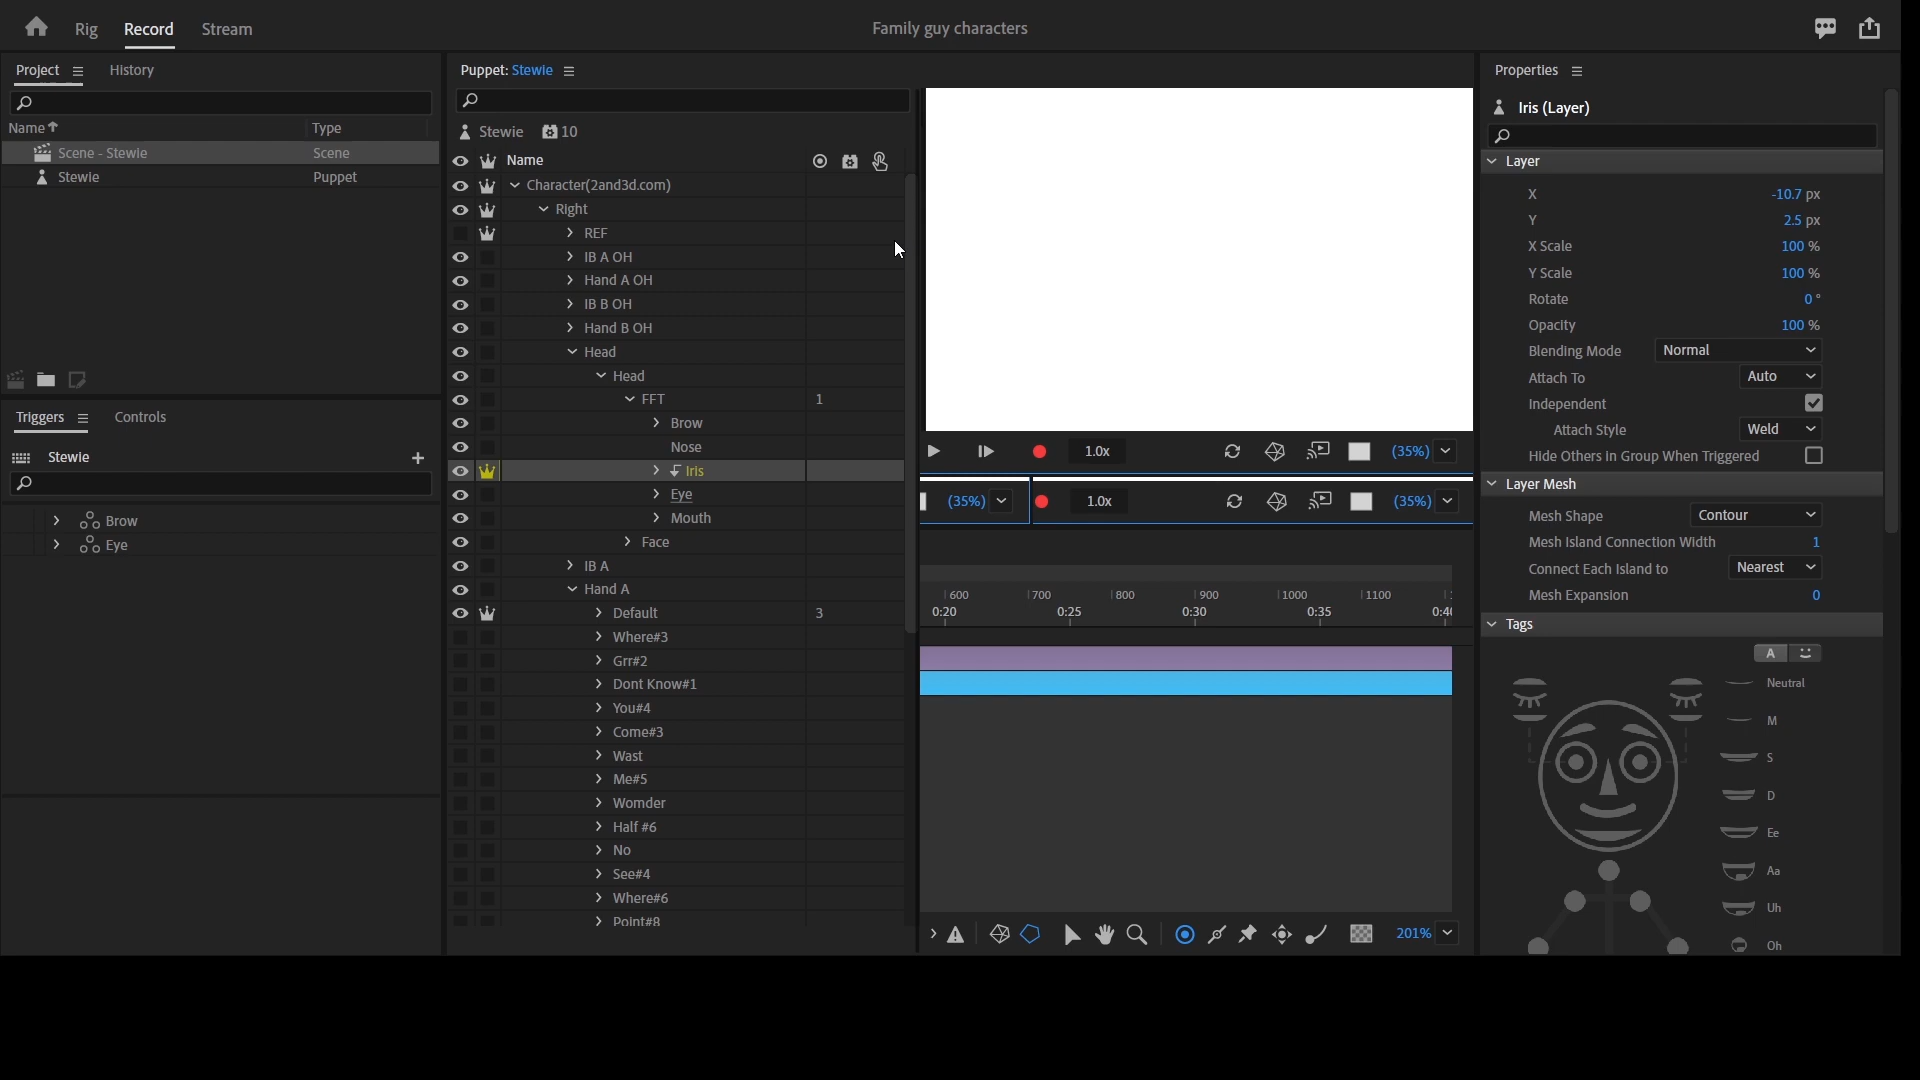 Rig Record Stream Family guy characters
Project History
Name Type
Scene - Stewie Scene
Stewie Puppet
Triggers Controls
Stewie
Brow
Eye
Puppet: Stewie
Stewie 10
Name
Character(2and3d.com)
Right
REF
IB A OH
Hand A OH
IB B OH
Hand B OH
Head
Head
FFT 1
Brow
Nose
Iris
Eye
Mouth
Face
IB A
Hand A
Default 3
Where#3
Grr#2
Dont Know#1
You#4
Come#3
Wast
Me#5
Womder
Half #6
No
See#4
Where#6
Point#8
1.0x (35%)
(35%) 1.0x (35%)
600 700 800 900 1000 1100
0:20 0:25 0:30 0:35
201%
Properties
Iris (Layer)
Layer
X -10.7 px
Y 2.5 px
X Scale 100 %
Y Scale 100 %
Rotate 0 °
Opacity 100 %
Blending Mode Normal
Attach To Auto
Independent
Attach Style Weld
Hide Others In Group When Triggered
Layer Mesh
Mesh Shape Contour
Mesh Island Connection Width 1
Connect Each Island to Nearest
Mesh Expansion 0
Tags
A
Neutral
M
S
D
Ee
Aa
Uh
Oh